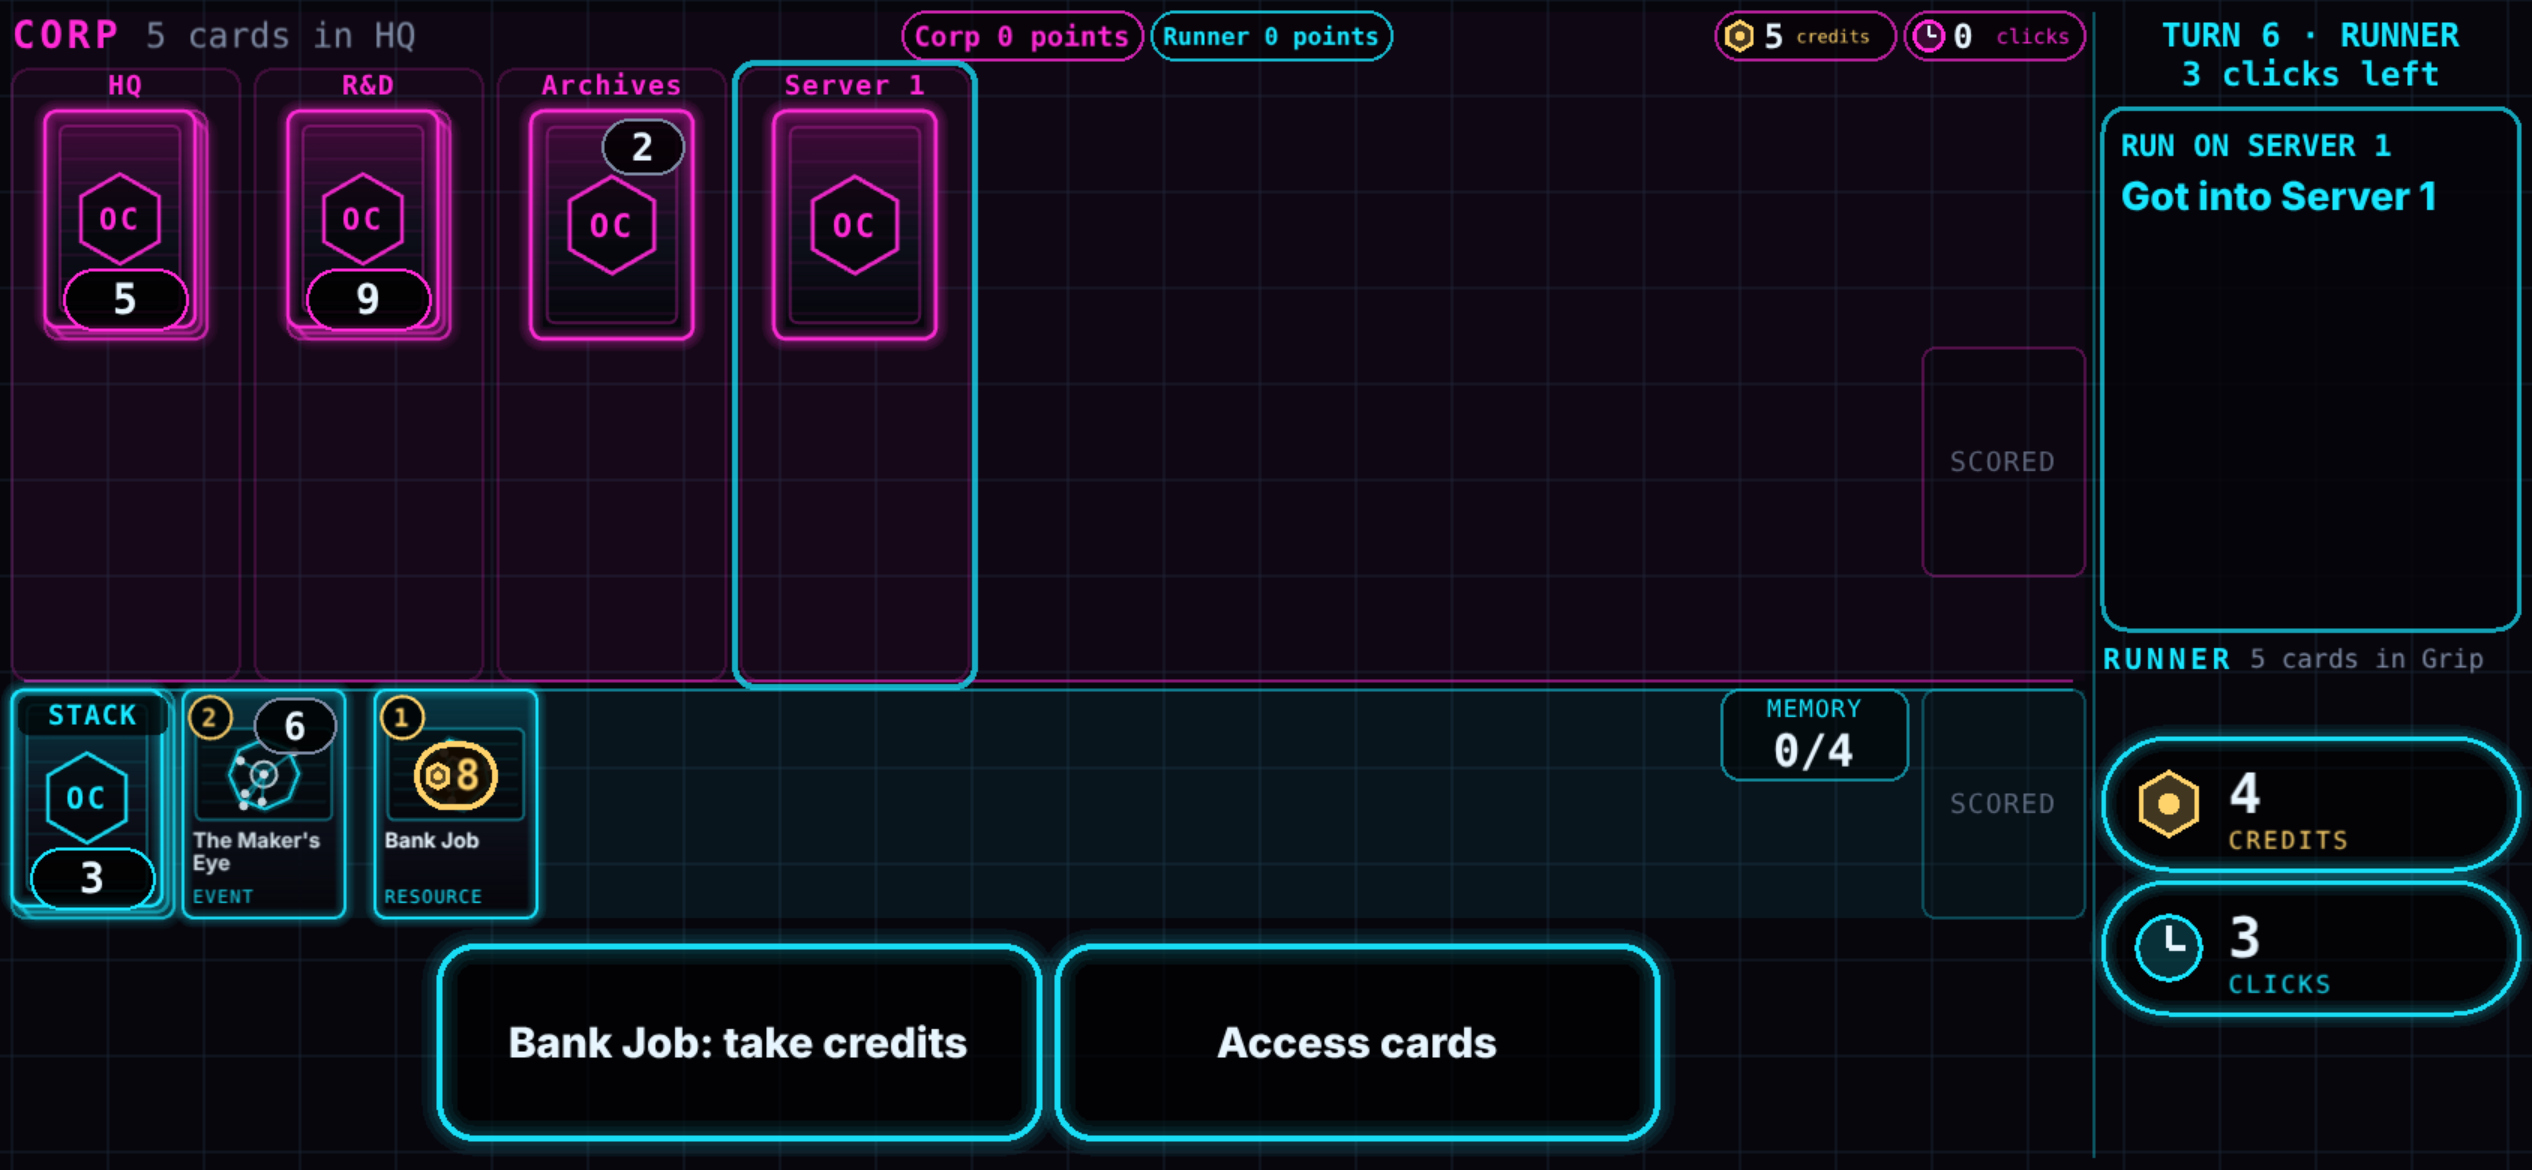 CORP 5 cards in HQ
Corp 0 points
Runner 0 points
5 credits
0 clicks
TURN 6 · RUNNER
3 clicks left
HQ
R&D
Archives
Server 1
OC
5
OC
9
2
OC
OC
RUN ON SERVER 1
Got into Server 1
SCORED
RUNNER 5 cards in Grip
STACK
OC
3
2
6
The Maker's
Eye
EVENT
1
8
Bank Job
RESOURCE
MEMORY
0/4
SCORED
4
CREDITS
3
CLICKS
Bank Job: take credits
Access cards